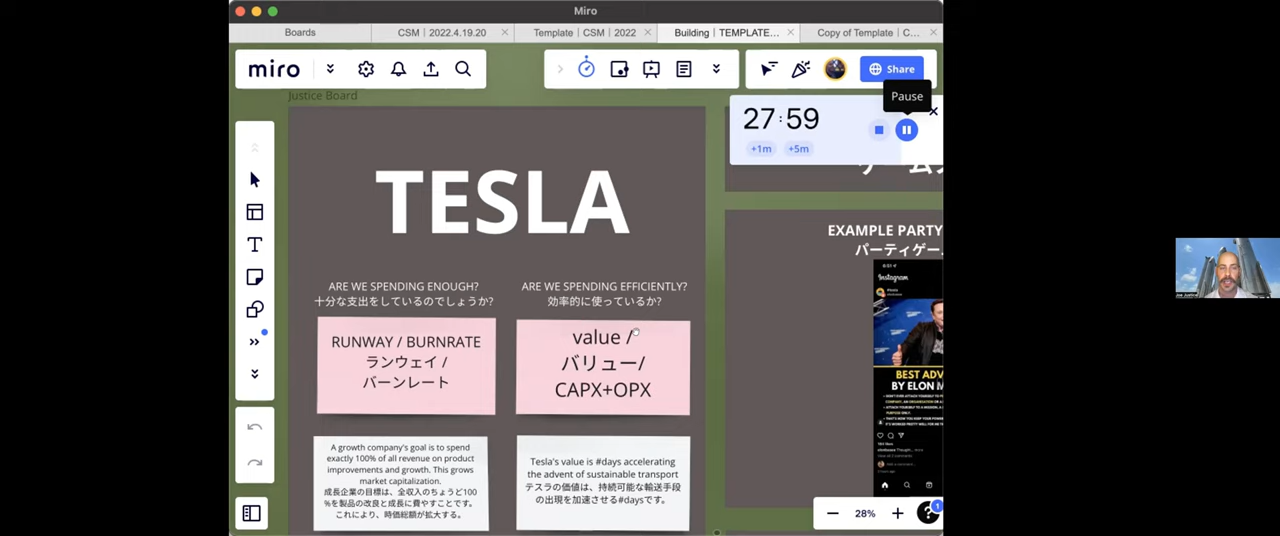 Miro
Boards
CSM | 2022.4.19.20
Template | CSM | 2022
Building | TEMPLATE...
Copy of Template | C...
miro
Share
Pause
Justice Board
27:59
+1m
+5m
TESLA
ARE WE SPENDING ENOUGH?
十分な支出をしているのでしょうか?
ARE WE SPENDING EFFICIENTLY?
効率的に使っているか?
RUNWAY / BURNRATE
ランウェイ /
バーンレート
value /
バリュー/
CAPX+OPX
A growth company's goal is to spend
exactly 100% of all revenue on product
improvements and growth. This grows
market capitalization.
成長企業の目標は、全収入のちょうど100
%を製品の改良と成長に費やすことです。
これにより、時価総額が拡大する。
Tesla's value is #days accelerating
the advent of sustainable transport
テスラの価値は、持続可能な輸送手段
の出現を加速させる#daysです。
EXAMPLE PARTY
パーティゲー
Instagram
BEST ADV
BY ELON M
28%
Joe Justice